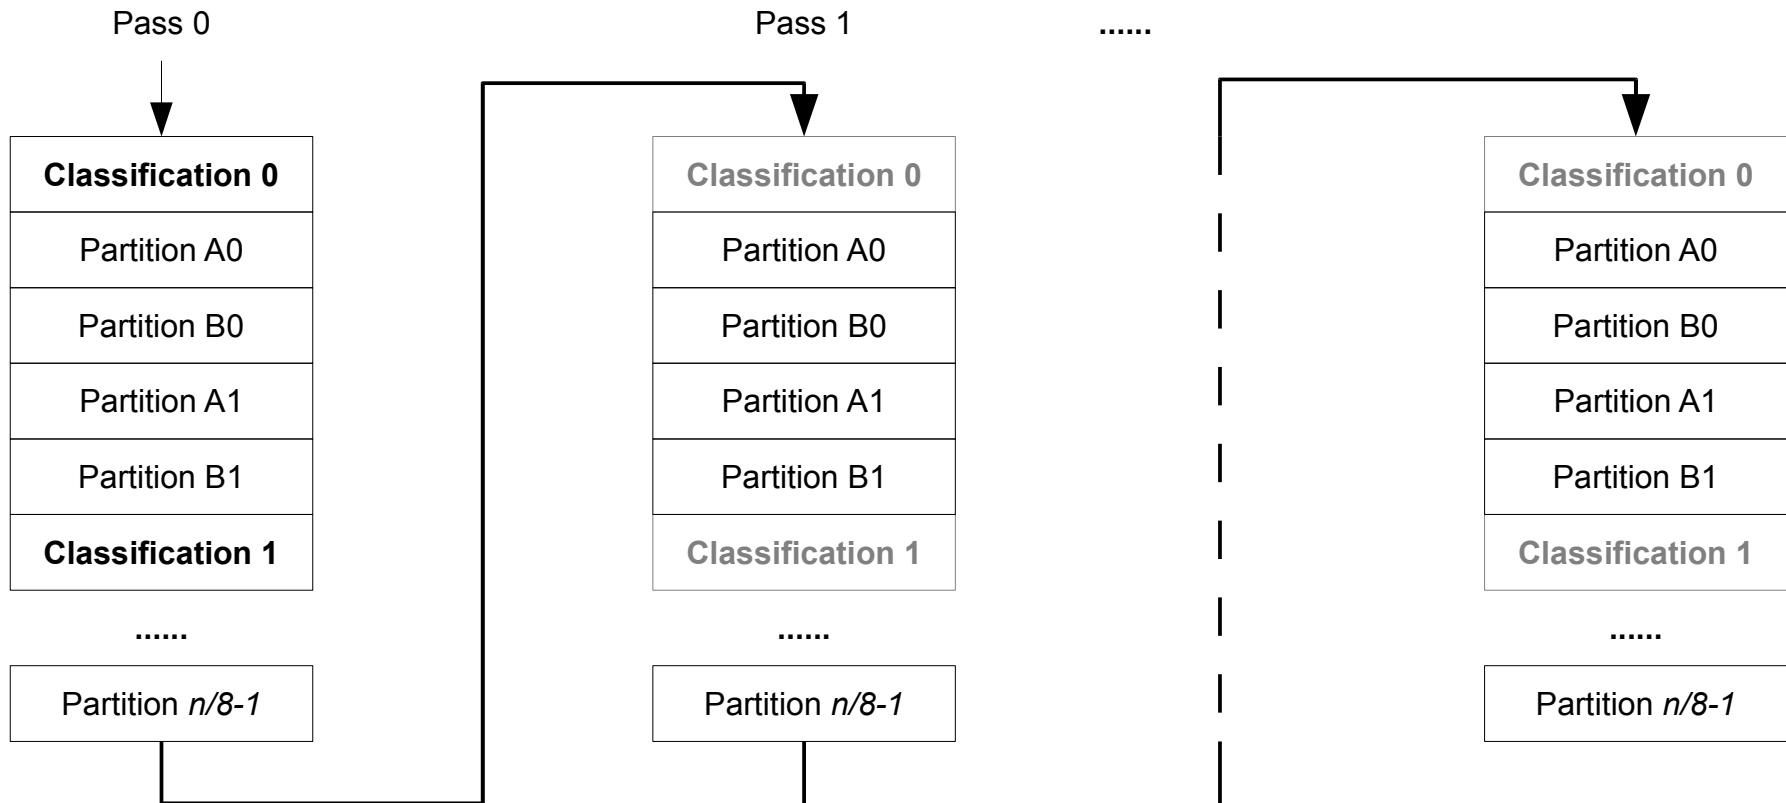 Pass 0
Pass 1
......
Classification 0
Partition A0
Partition B0
Partition A1
Partition B1
Classification 1
......
Partition n/8-1
Classification 0
Partition A0
Partition B0
Partition A1
Partition B1
Classification 1
......
Partition n/8-1
Classification 0
Partition A0
Partition B0
Partition A1
Partition B1
Classification 1
......
Partition n/8-1